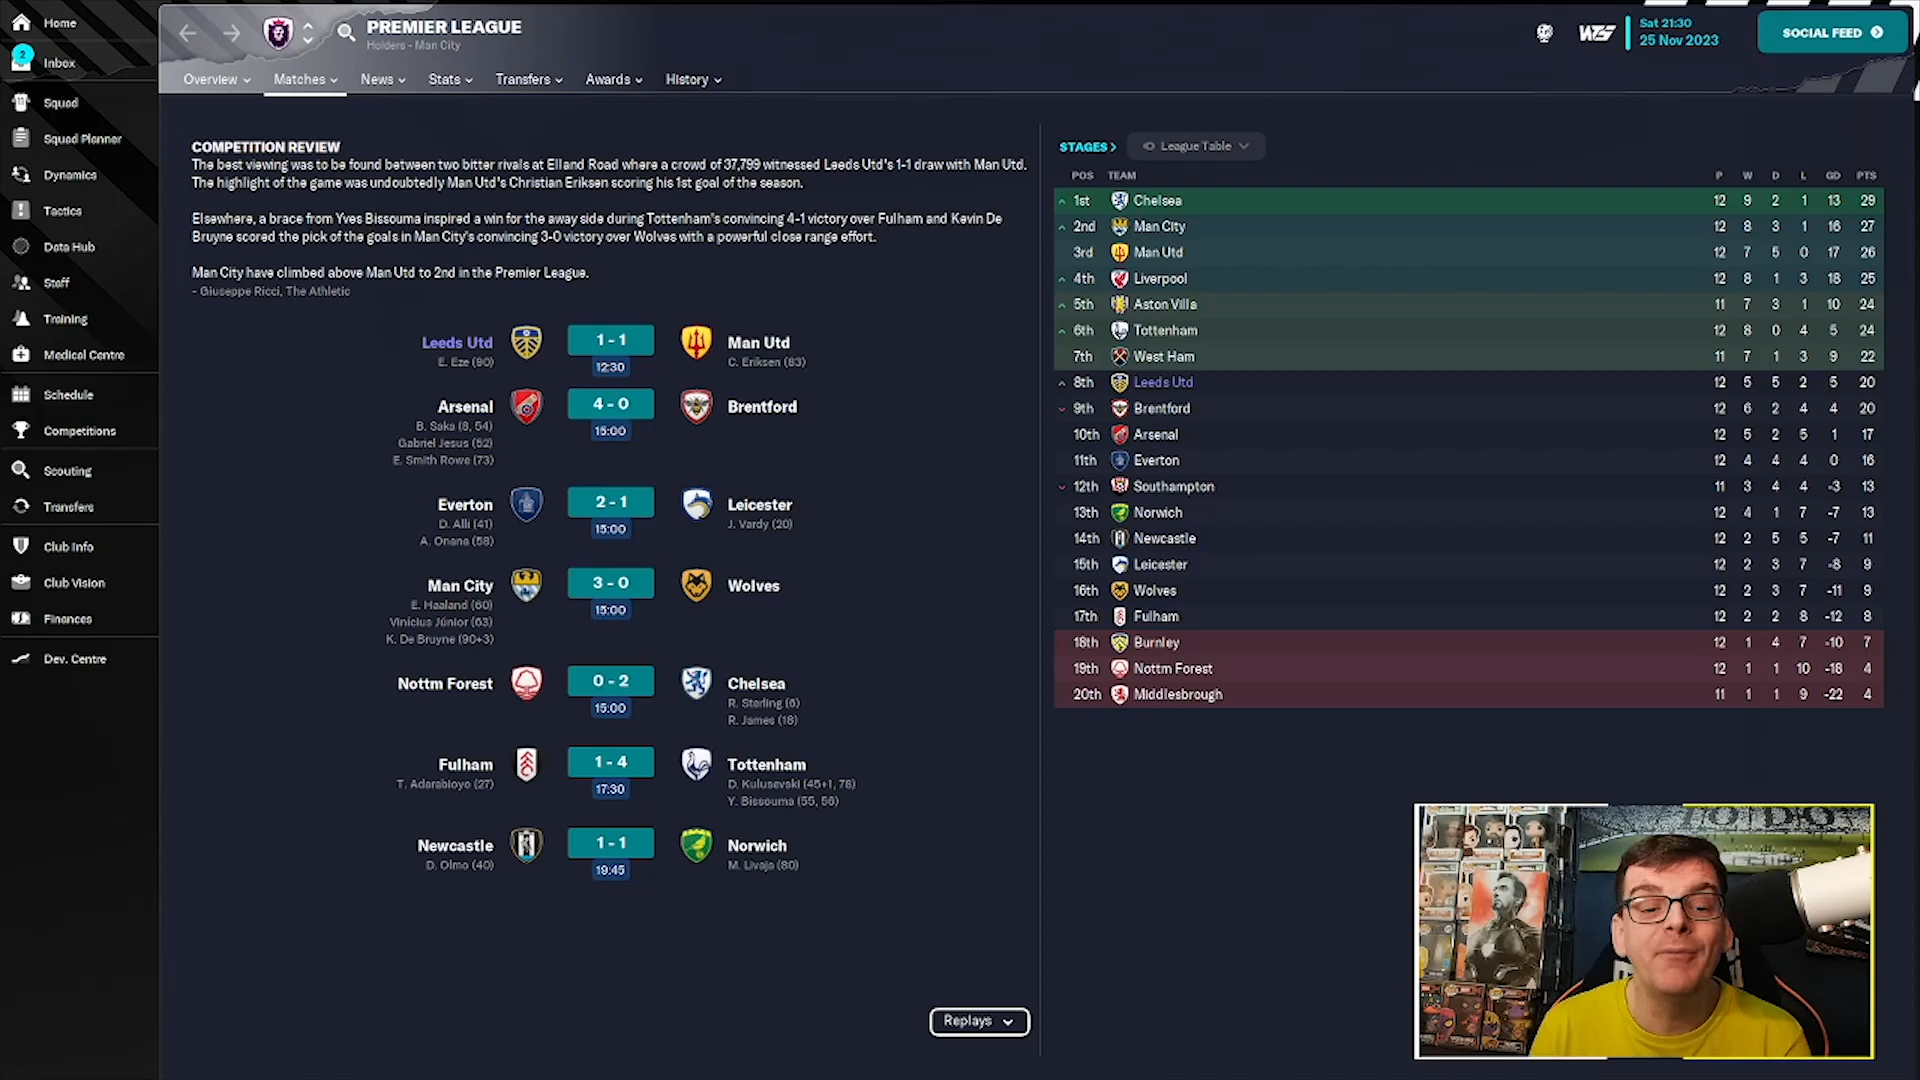 Home
2
Inbox
Squad
Squad Planner
Dynamics
Tactics
Data Hub
Staff
Training
Medical Centre
Schedule
Competitions
Scouting
Transfers
Club Info
Club Vision
Finances
Dev. Centre
PREMIER LEAGUE
Holders - Man City
Sat 21:30
25 Nov 2023
SOCIAL FEED
Overview Matches News Stats Transfers Awards History
COMPETITION REVIEW
The best viewing was to be found between two bitter rivals at Elland Road where a crowd of 37,799 witnessed Leeds Utd's 1-1 draw with Man Utd.
The highlight of the game was undoubtedly Man Utd's Christian Eriksen scoring his 1st goal of the season.
Elsewhere, a brace from Yves Bissouma inspired a win for the away side during Tottenham's convincing 4-1 victory over Fulham and Kevin De
Bruyne scored the pick of the goals in Man City's convincing 3-0 victory over Wolves with a powerful close range effort.
Man City have climbed above Man Utd to 2nd in the Premier League.
- Giuseppe Ricci, The Athletic
Leeds Utd 1 - 1 Man Utd
E. Eze (90) 12:30 C. Eriksen (83)
Arsenal 4 - 0 Brentford
B. Saka (8, 54) 15:00
Gabriel Jesus (52)
E. Smith Rowe (73)
Everton 2 - 1 Leicester
D. Alli (41) 15:00 J. Vardy (20)
A. Onana (58)
Man City 3 - 0 Wolves
E. Haaland (60) 15:00
Vinícius Júnior (63)
K. De Bruyne (90+3)
Nottm Forest 0 - 2 Chelsea
15:00 R. Sterling (6)
R. James (18)
Fulham 1 - 4 Tottenham
T. Adarabioyo (27) 17:30 D. Kulusevski (45+1, 78)
Y. Bissouma (55, 56)
Newcastle 1 - 1 Norwich
D. Olmo (40) 19:45 M. Livaja (80)
Replays
STAGES > League Table
POS TEAM P W D L GD PTS
1st Chelsea 12 9 2 1 13 29
2nd Man City 12 8 3 1 16 27
3rd Man Utd 12 7 5 0 17 26
4th Liverpool 12 8 1 3 18 25
5th Aston Villa 11 7 3 1 10 24
6th Tottenham 12 8 0 4 5 24
7th West Ham 11 7 1 3 9 22
8th Leeds Utd 12 5 5 2 5 20
9th Brentford 12 6 2 4 4 20
10th Arsenal 12 5 2 5 1 17
11th Everton 12 4 4 4 0 16
12th Southampton 11 3 4 4 -3 13
13th Norwich 12 4 1 7 -7 13
14th Newcastle 12 2 5 5 -7 11
15th Leicester 12 2 3 7 -8 9
16th Wolves 12 2 3 7 -11 9
17th Fulham 12 2 2 8 -12 8
18th Burnley 12 1 4 7 -10 7
19th Nottm Forest 12 1 1 10 -18 4
20th Middlesbrough 11 1 1 9 -22 4